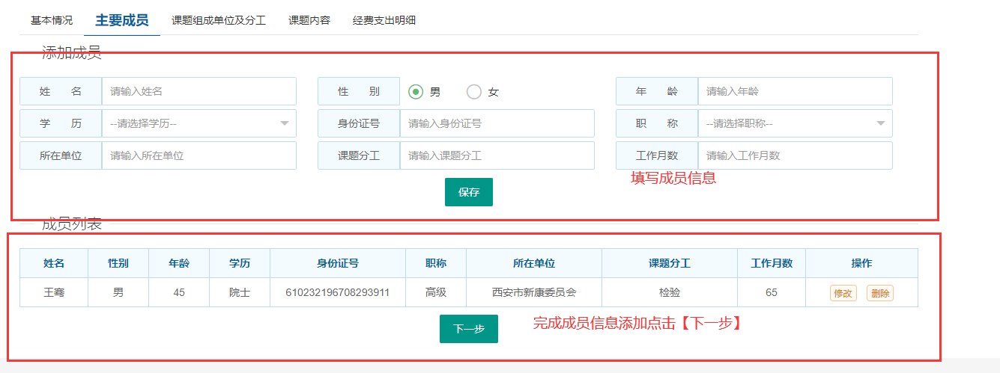 基本情况 主要成员 课题组成单位及分工 课题内容 经费支出明细
添加成员
姓 名 请输入姓名 性 别 男 女 年 龄 请输入年龄
学 历 --请选择学历-- 身份证号 请输入身份证号 职 称 --请选择职称--
所在单位 请输入所在单位 课题分工 请输入课题分工 工作月数 请输入工作月数
填写成员信息
保存
成员列表
姓名 性别 年龄 学历 身份证号 职称 所在单位 课题分工 工作月数 操作
王骞 男 45 院士 610232196708293911 高级 西安市新康委员会 检验 65 修改 删除
下一步 完成成员信息添加点击【下一步】